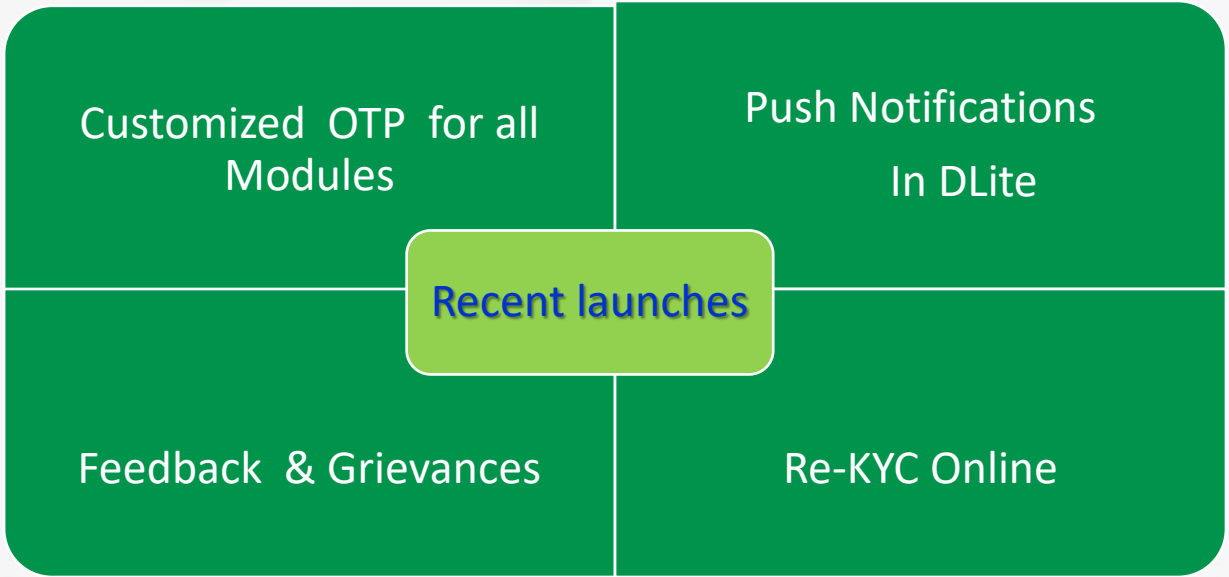 Customized  OTP  for all
Modules
Push Notifications
In DLite
Recent launches
Feedback  & Grievances
Re-KYC Online